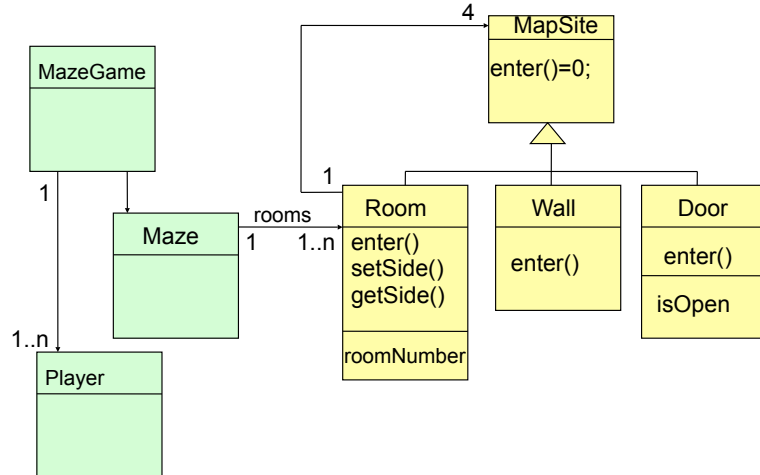 4
MapSite
enter()=0;
MazeGame
1
1
rooms
Maze
1
1..n
Room
enter()
setSide()
getSide()
roomNumber
Wall
enter()
Door
enter()
isOpen
1..n
Player